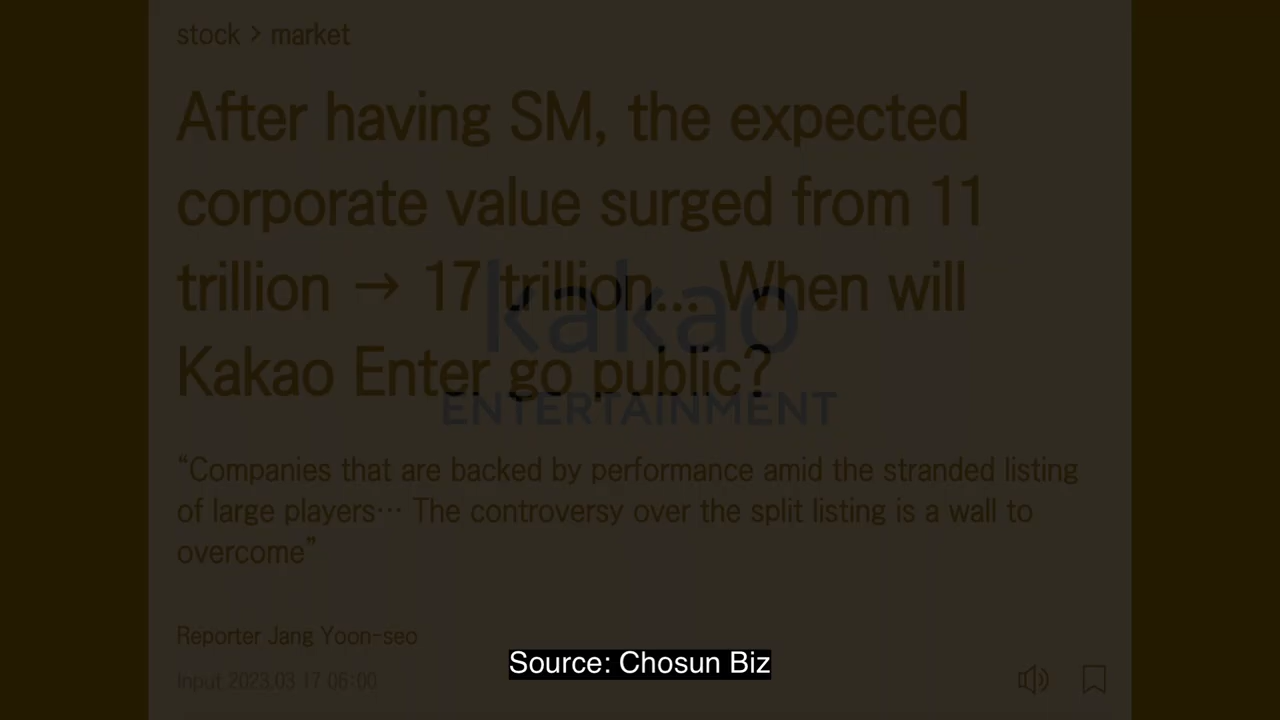 stock > market
After having SM, the expected
corporate value surged from 11
trillion → 17 trillion... When will
kakao
Kakao Enter go public?
ENTERTAINMENT
“Companies that are backed by performance amid the stranded listing
of large players… The controversy over the split listing is a wall to
overcome”
Reporter Jang Yoon-seo
Source: Chosun Biz
Input 2023.03.17 06:00